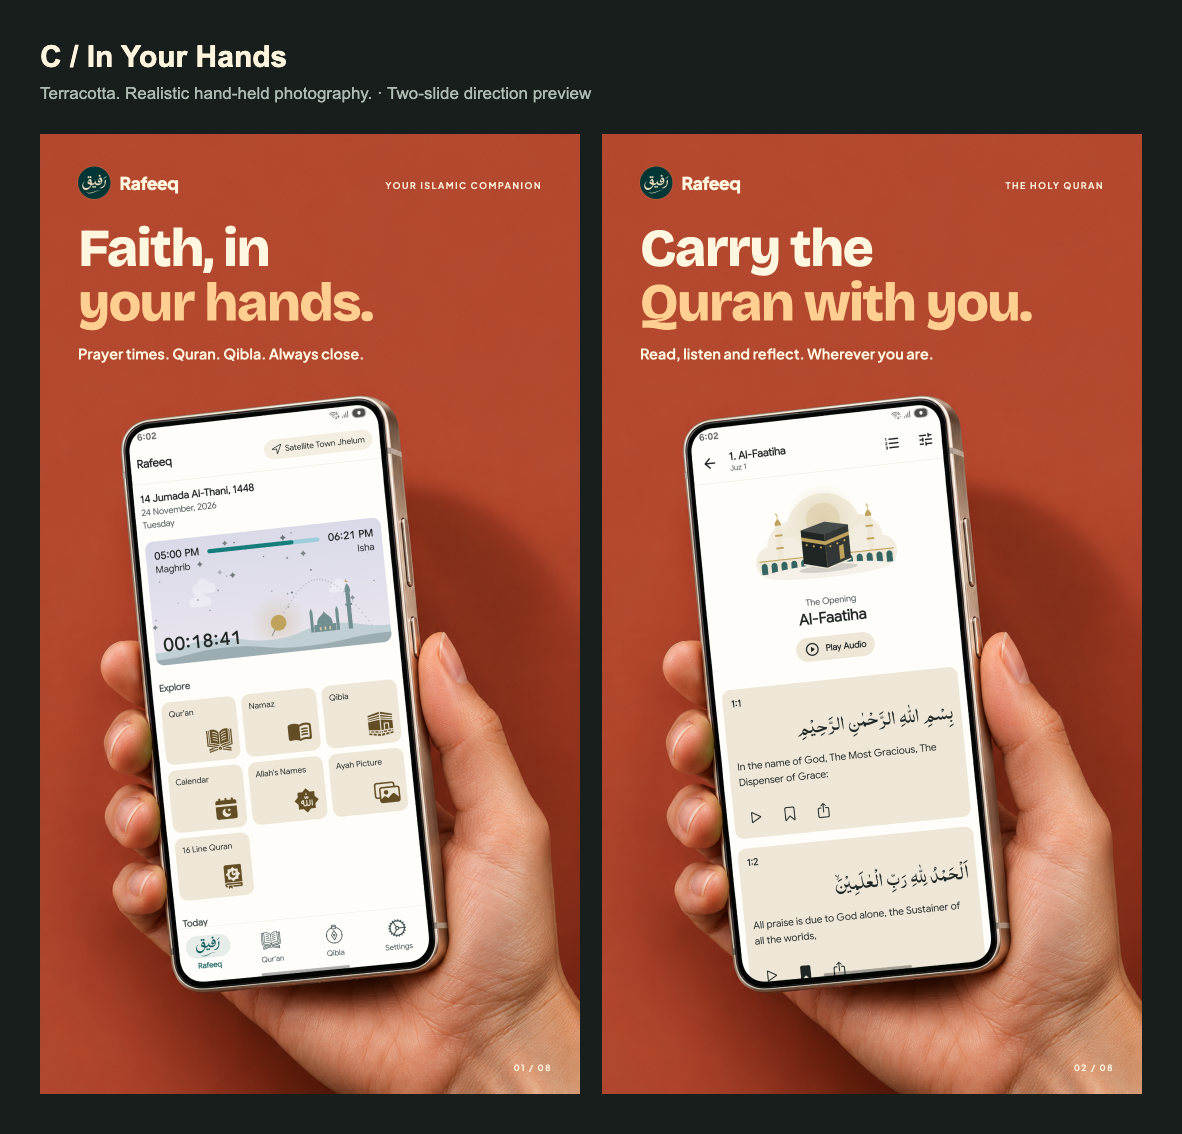 C / In Your Hands
Terracotta. Realistic hand-held photography. · Two-slide direction preview
رفيق
Rafeeq
YOUR ISLAMIC COMPANION
Faith, in
your hands.
Prayer times. Quran. Qibla. Always close.
6:02
Rafeeq
Satellite Town Jhelum
14 Jumada Al-Thani, 1448
24 November, 2026
Tuesday
05:00 PM
06:21 PM
Maghrib
Isha
00:18:41
Explore
Qur'an
Namaz
Qibla
Calendar
Allah's Names
Ayah Picture
الله
16 Line Quran
Today
رفيق
Rafeeq
Qur'an
Qibla
Settings
01 / 08
رفيق
Rafeeq
THE HOLY QURAN
Carry the
Quran with you.
Read, listen and reflect. Wherever you are.
6:02
1. Al-Faatiha
Juz 1
The Opening
Al-Faatiha
Play Audio
1:1
بِسْمِ اللهِ الرَّحْمٰنِ الرَّحِيْمِ
In the name of God, The Most Gracious, The
Dispenser of Grace:
1:2
اَلْحَمْدُ لِلّٰهِ رَبِّ الْعٰلَمِيْنَۙ
All praise is due to God alone, the Sustainer of
all the worlds,
02 / 08